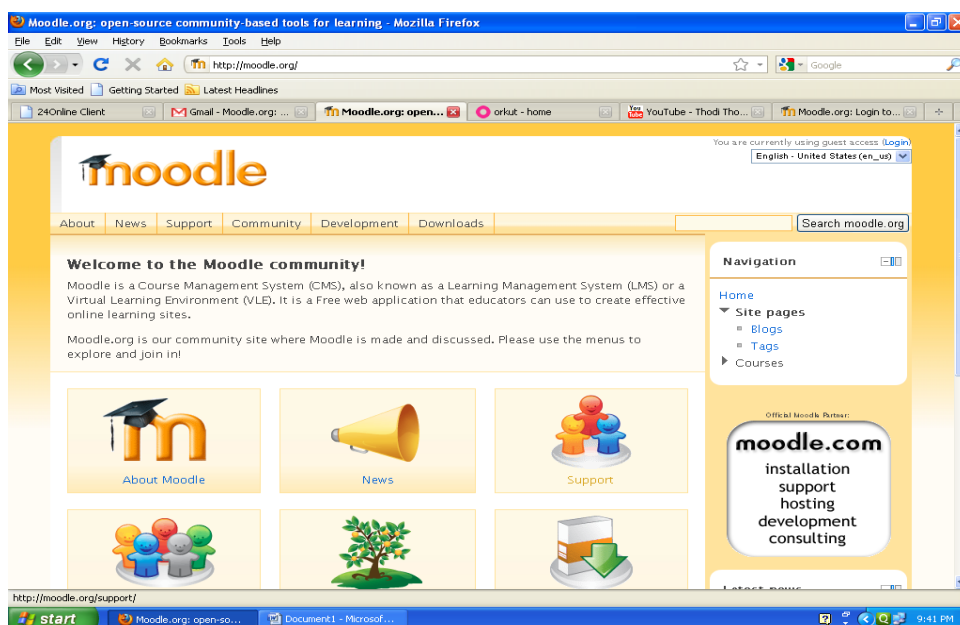 Moodle.org: open-source community-based tools for learning - Mozilla Firefox
File Edit View History Bookmarks Tools Help
http://moodle.org/
Google
Most Visited Getting Started Latest Headlines
24Online Client
Gmail - Moodle.org: ...
Moodle.org: open...
orkut - home
YouTube - Thodi Tho...
Moodle.org: Login to...
You are currently using guest access (Login)
moodle
English - United States (en_us)
About News Support Community Development Downloads
Search moodle.org
Welcome to the Moodle community!
Moodle is a Course Management System (CMS), also known as a Learning Management System (LMS) or a
Virtual Learning Environment (VLE). It is a Free web application that educators can use to create effective
online learning sites.
Moodle.org is our community site where Moodle is made and discussed. Please use the menus to
explore and join in!
About Moodle
News
Support
Navigation
Home
Site pages
Blogs
Tags
Courses
Official Moodle Partner:
moodle.com
installation
support
hosting
development
consulting
Latest news
http://moodle.org/support/
start
Moodle.org: open-so...
Document1 - Microsof...
9:41 PM